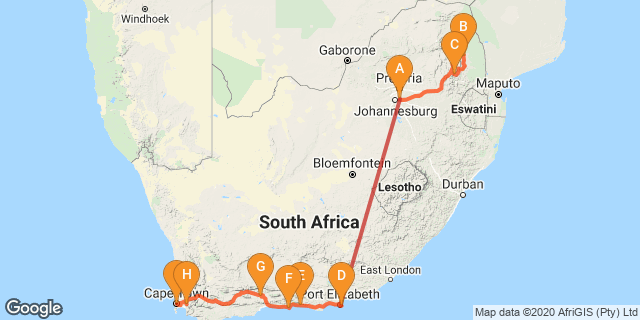 Windhoek
Gaborone
B
C
A
Pretoria
Johannesburg
Maputo
Eswatini
Bloemfontein
Lesotho
Durban
South Africa
East London
G
H
F
E
D
Port Elizabeth
Cape Town
Google
Map data ©2020 AfriGIS (Pty) Ltd